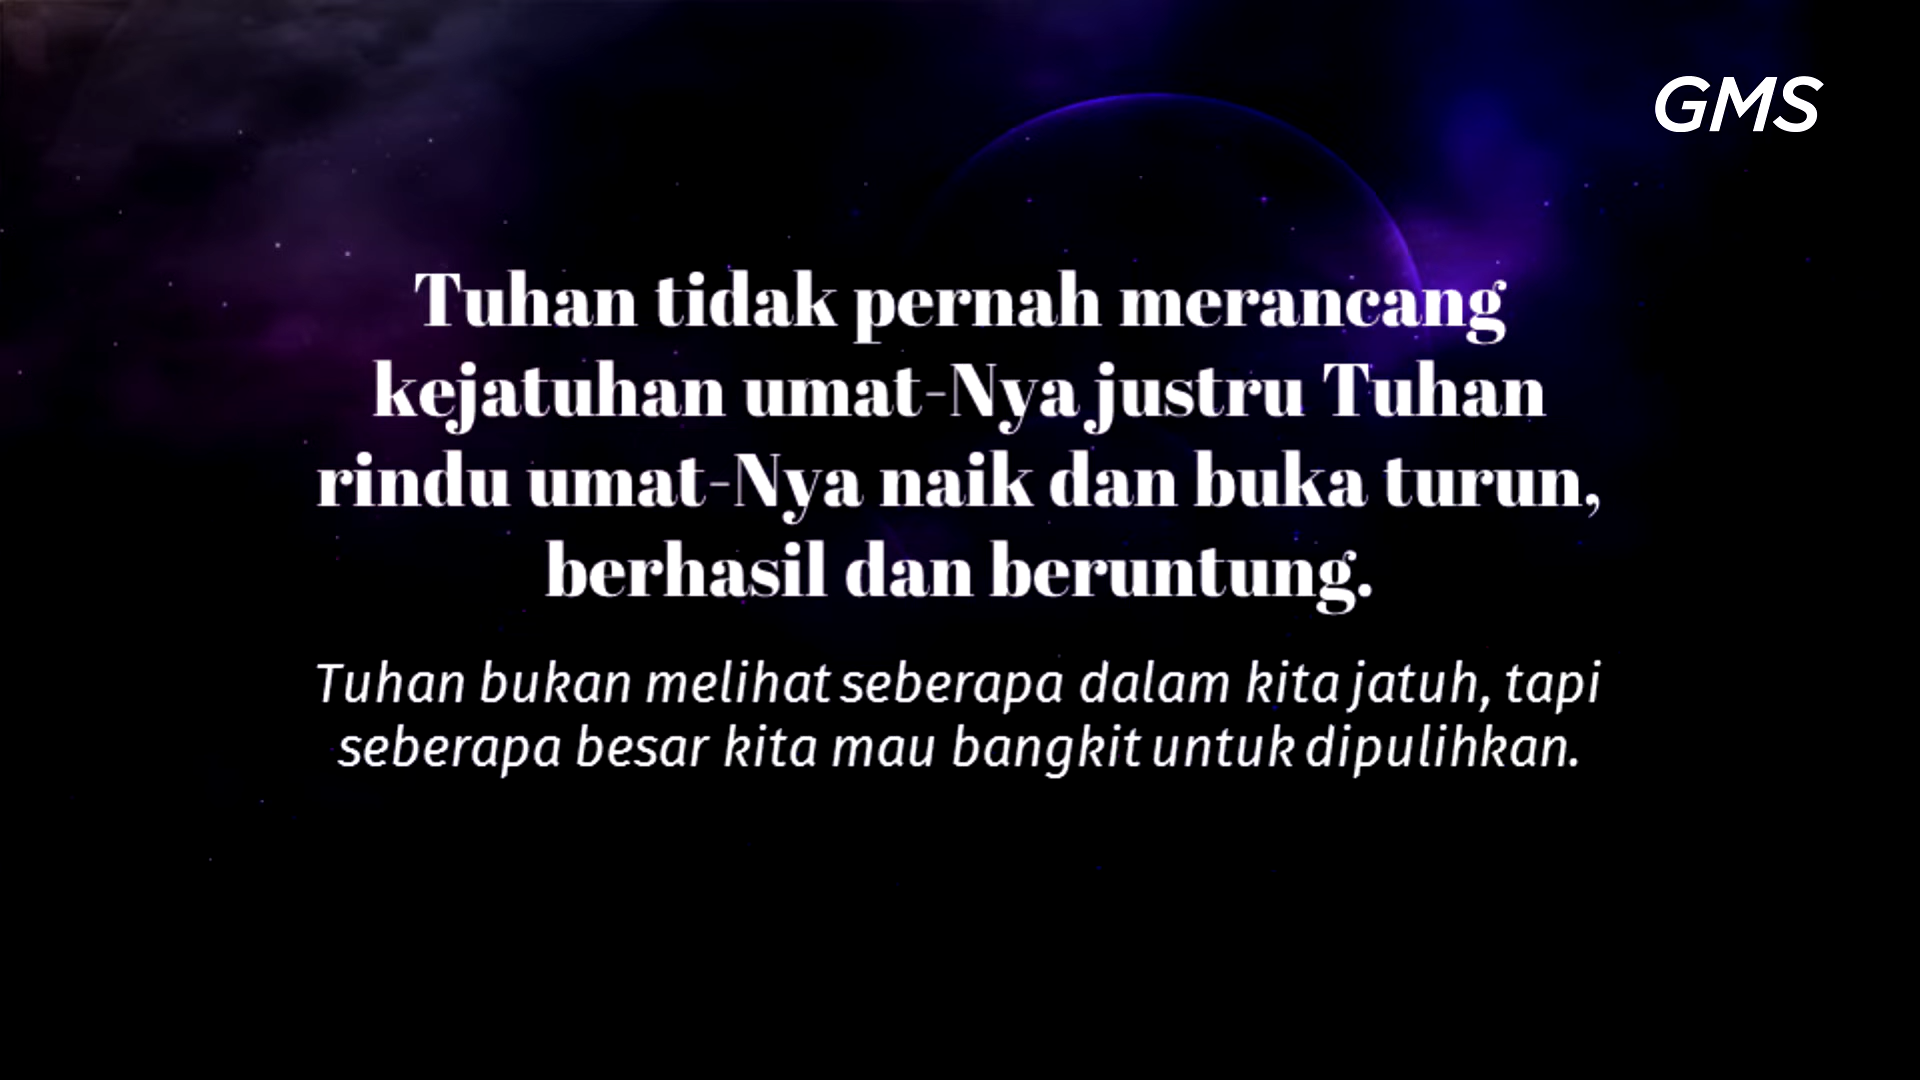 GMS
Tuhan tidak pernah merancang
kejatuhan umat-Nya justru Tuhan
rindu umat-Nya naik dan buka turun,
berhasil dan beruntung.
Tuhan bukan melihat seberapa dalam kita jatuh, tapi
seberapa besar kita mau bangkit untuk dipulihkan.